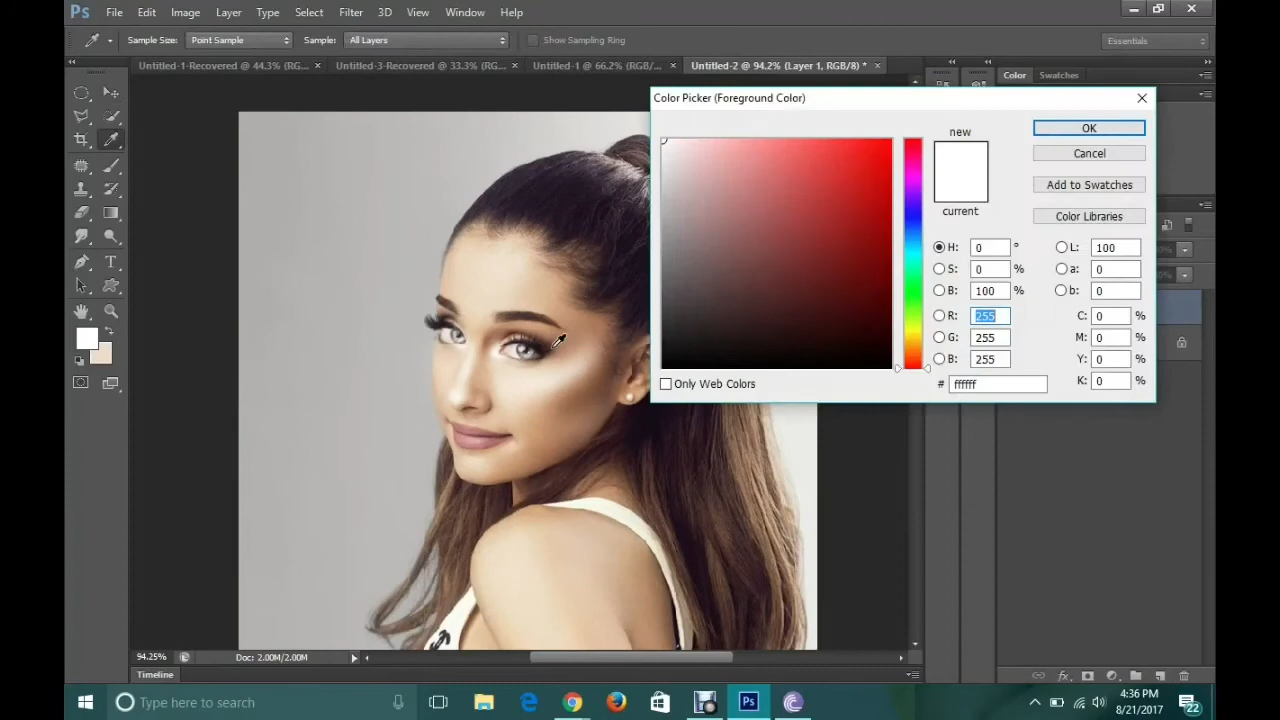 Ps File Edit Image Layer Type Select Filter 3D View Window Help
Sample Size: Point Sample Sample: All Layers Show Sampling Ring Essentials
Untitled-1-Recovered @ 44.3% (RG... × Untitled-3-Recovered @ 33.3% (RG... × Untitled-1 @ 66.2% (RGB/... × Untitled-2 @ 94.2% (Layer 1, RGB/8) * × Color Swatches
Color Picker (Foreground Color)
new
OK
Cancel
Add to Swatches
current
Color Libraries
H: 0 ° L: 100
S: 0 % a: 0
B: 100 % b: 0
R: 255 C: 0 %
G: 255 M: 0 %
B: 255 Y: 0 %
# ffffff K: 0 %
Only Web Colors
T
94.25% Doc: 2.00M/2.00M
fx
Timeline
Type here to search
Ps
4:36 PM
8/21/2017
22